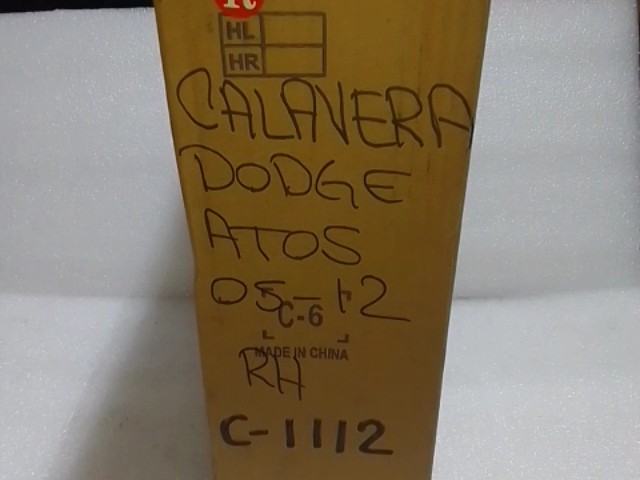 R
HL
HR
CALAVERA
DODGE
ATOS
05-12
C-6
MADE IN CHINA
RH
C-1112